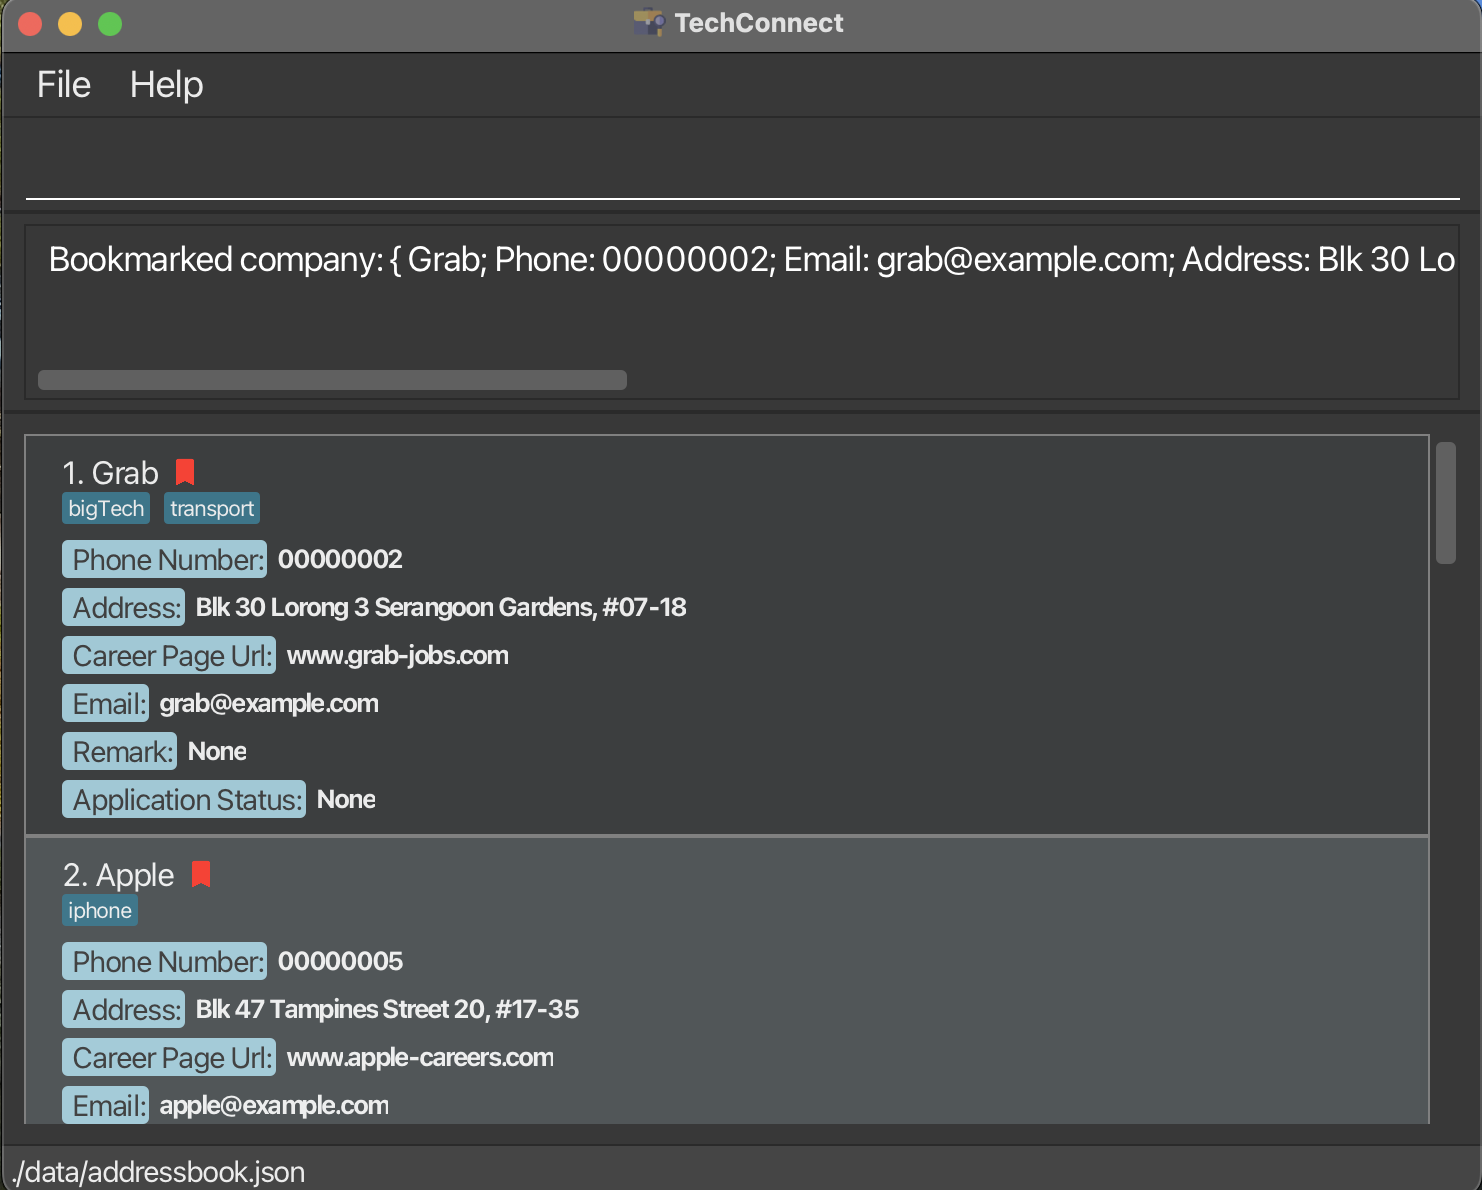 TechConnect
File Help
Bookmarked company: { Grab; Phone: 00000002; Email: grab@example.com; Address: Blk 30 Lo
1. Grab
bigTech transport
Phone Number: 00000002
Address: Blk 30 Lorong 3 Serangoon Gardens, #07-18
Career Page Url: www.grab-jobs.com
Email: grab@example.com
Remark: None
Application Status: None
2. Apple
iphone
Phone Number: 00000005
Address: Blk 47 Tampines Street 20, #17-35
Career Page Url: www.apple-careers.com
Email: apple@example.com
./data/addressbook.json